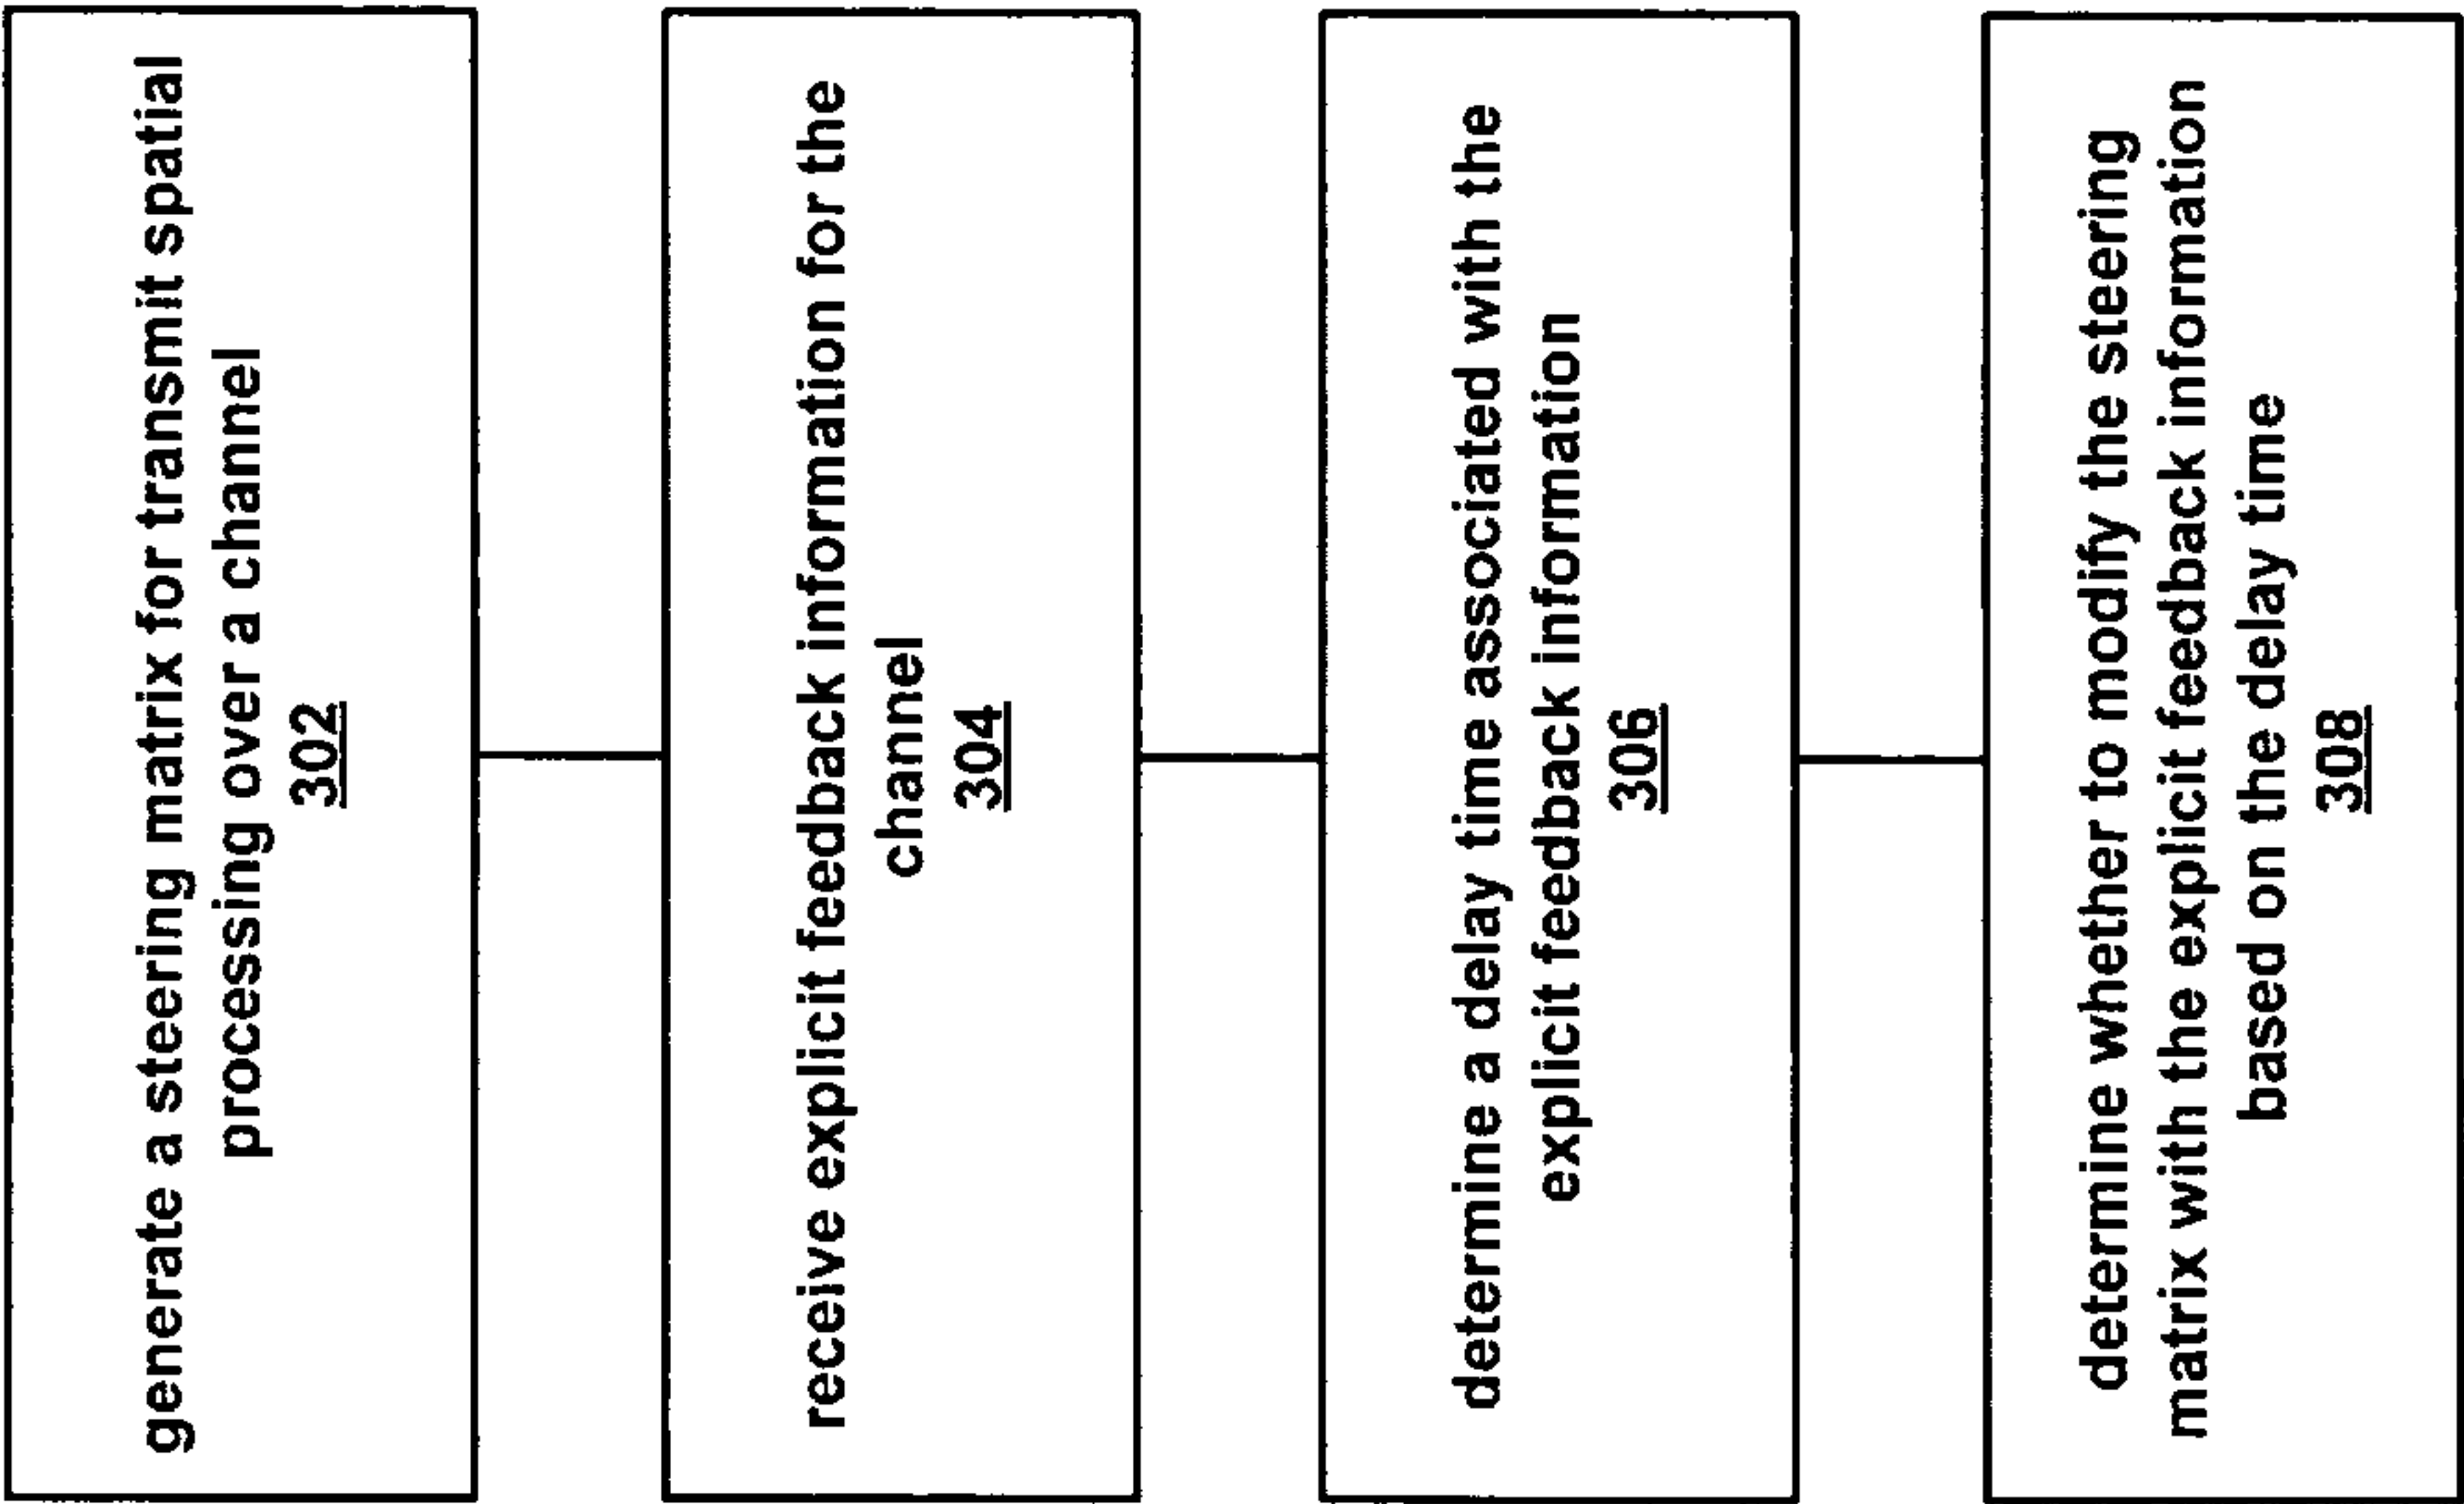 generate a steering matrix for transmit spatial
processing over a channel
302
receive explicit feedback information for the
channel
304
determine a delay time associated with the
explicit feedback information
306
determine whether to modify the steering
matrix with the explicit feedback information
based on the delay time
308